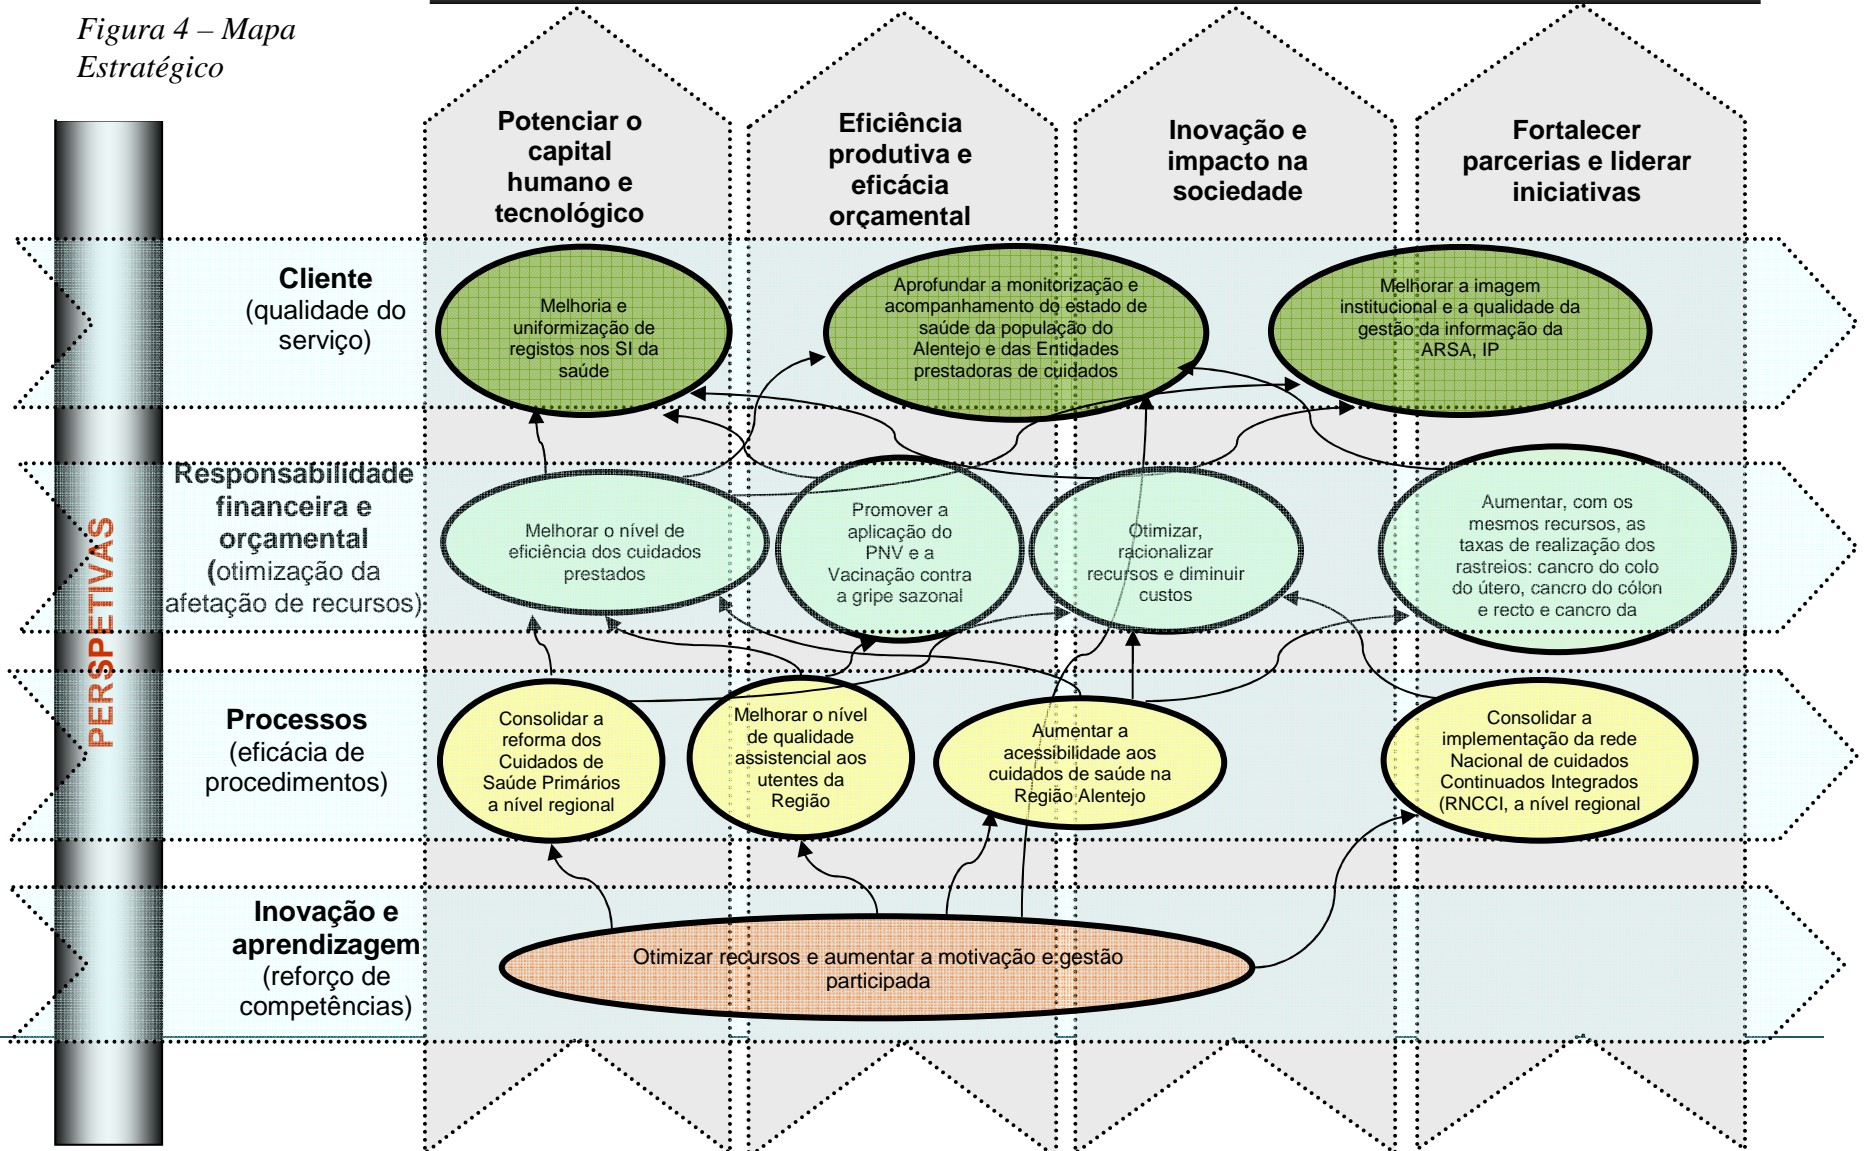 Figura 4 – Mapa
Estratégico
Potenciar o
capital
humano e
tecnológico
Eficiência
produtiva e
eficácia
orçamental
Inovação e
impacto na
sociedade
Fortalecer
parcerias e liderar
iniciativas
PERSPETIVAS
Cliente
(qualidade do
serviço)
Melhoria e
uniformização de
registos nos SI da
saúde
Aprofundar a monitorização e
acompanhamento do estado de
saúde da população do
Alentejo e das Entidades
prestadoras de cuidados
Melhorar a imagem
institucional e a qualidade da
gestão da informação da
ARSA, IP
Responsabilidade
financeira e
orçamental
(otimização da
afetação de recursos)
Melhorar o nível de
eficiência dos cuidados
prestados
Promover a
aplicação do
PNV e a
Vacinação contra
a gripe sazonal
Otimizar,
racionalizar
recursos e diminuir
custos
Aumentar, com os
mesmos recursos, as
taxas de realização dos
rastreios: cancro do colo
do útero, cancro do cólon
e recto e cancro da
Processos
(eficácia de
procedimentos)
Consolidar a
reforma dos
Cuidados de
Saúde Primários
a nível regional
Melhorar o nível
de qualidade
assistencial aos
utentes da
Região
Aumentar a
acessibilidade aos
cuidados de saúde na
Região Alentejo
Consolidar a
implementação da rede
Nacional de cuidados
Continuados Integrados
(RNCCI, a nível regional
Inovação e
aprendizagem
(reforço de
competências)
Otimizar recursos e aumentar a motivação e gestão
participada